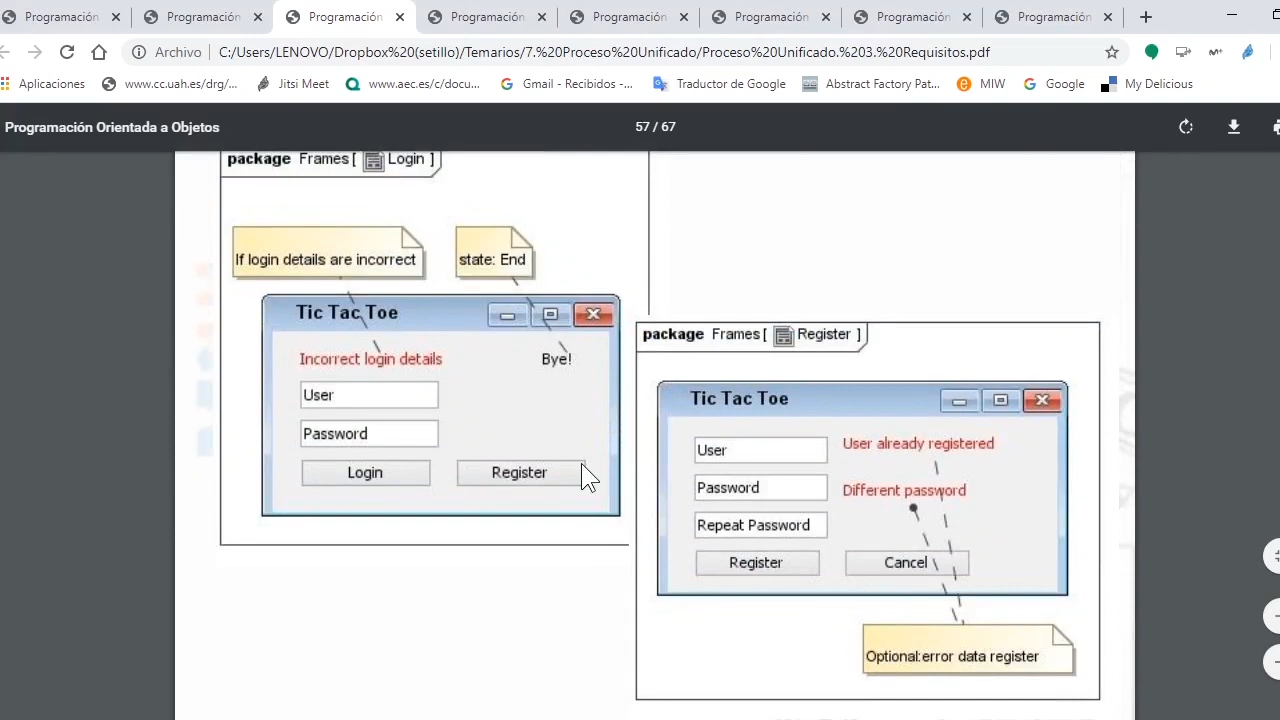 Programación
Programación
Programación
Programación
Programación
Programación
Programación
Programación
Archivo
C:/Users/LENOVO/Dropbox%20(setillo)/Temarios/7.%20Proceso%20Unificado/Proceso%20Unificado.%203.%20Requisitos.pdf
Aplicaciones
www.cc.uah.es/drg/...
Jitsi Meet
www.aec.es/c/docu...
Gmail - Recibidos -...
Traductor de Google
Abstract Factory Pat...
MIW
Google
My Delicious
Programación Orientada a Objetos
57 / 67
package Frames [ Login ]
If login details are incorrect
state: End
Tic Tac Toe
Incorrect login details
Bye!
User
Password
Login
Register
package Frames [ Register ]
Tic Tac Toe
User
User already registered
Password
Different password
Repeat Password
Register
Cancel
Optional:error data register